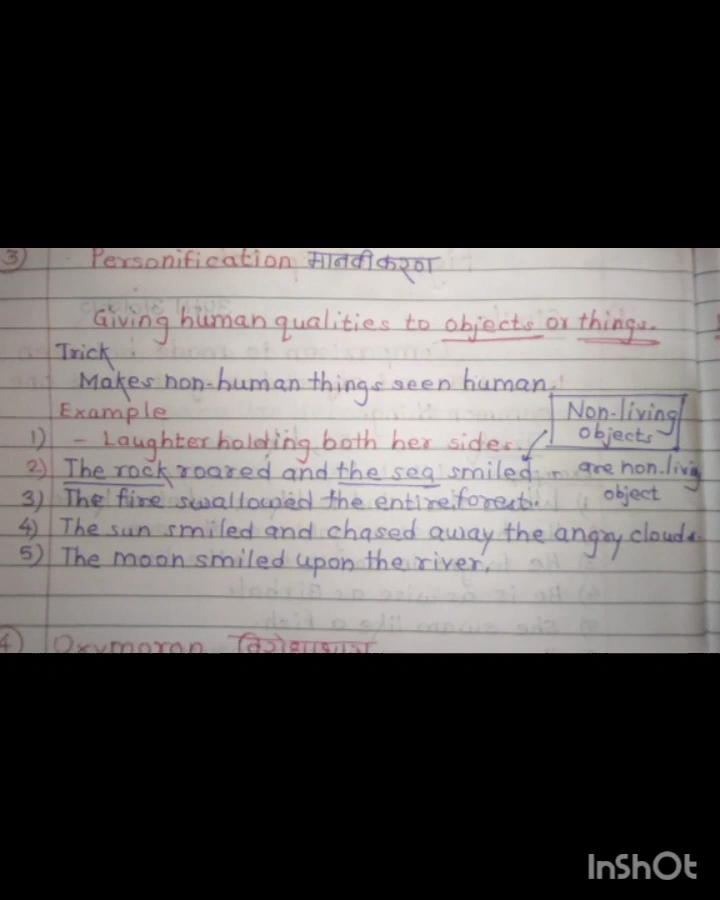 3 Personification मानवीकरण
Giving human qualities to objects or things.
Trick
Makes non-human things seen human.
Example
Non-living objects
1) - Laughter holding both her sides.
2) The rock roared and the sea smiled are non.living object
3) The fire swallowed the entire forest.
4) The sun smiled and chased away the angry clouds.
5) The moon smiled upon the river.
4 Oxymoron
InShOt